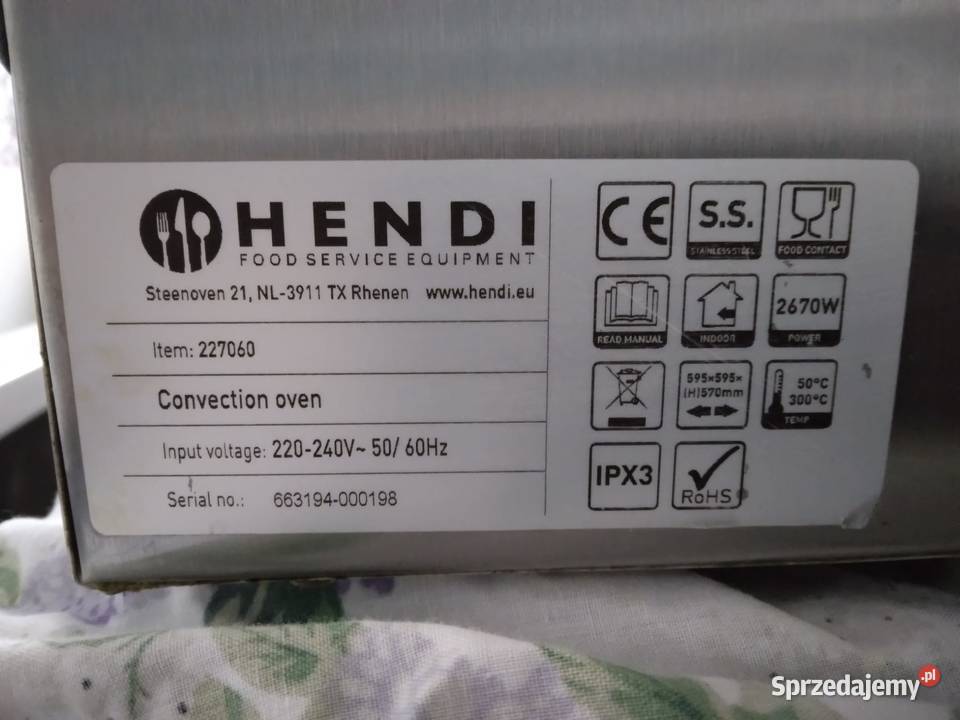 HENDI
FOOD SERVICE EQUIPMENT
Steenoven 21, NL-3911 TX Rhenen www.hendi.eu
Item: 227060
Convection oven
Input voltage: 220-240V~ 50/ 60Hz
Serial no.: 663194-000198
CE
S.S.
STAINLESS STEEL
FOOD CONTACT
READ MANUAL
INDOOR
2670W
POWER
595×595×
(H)570mm
50°C
300°C
TEMP
IPX3
RoHS
Sprzedajemy.pl